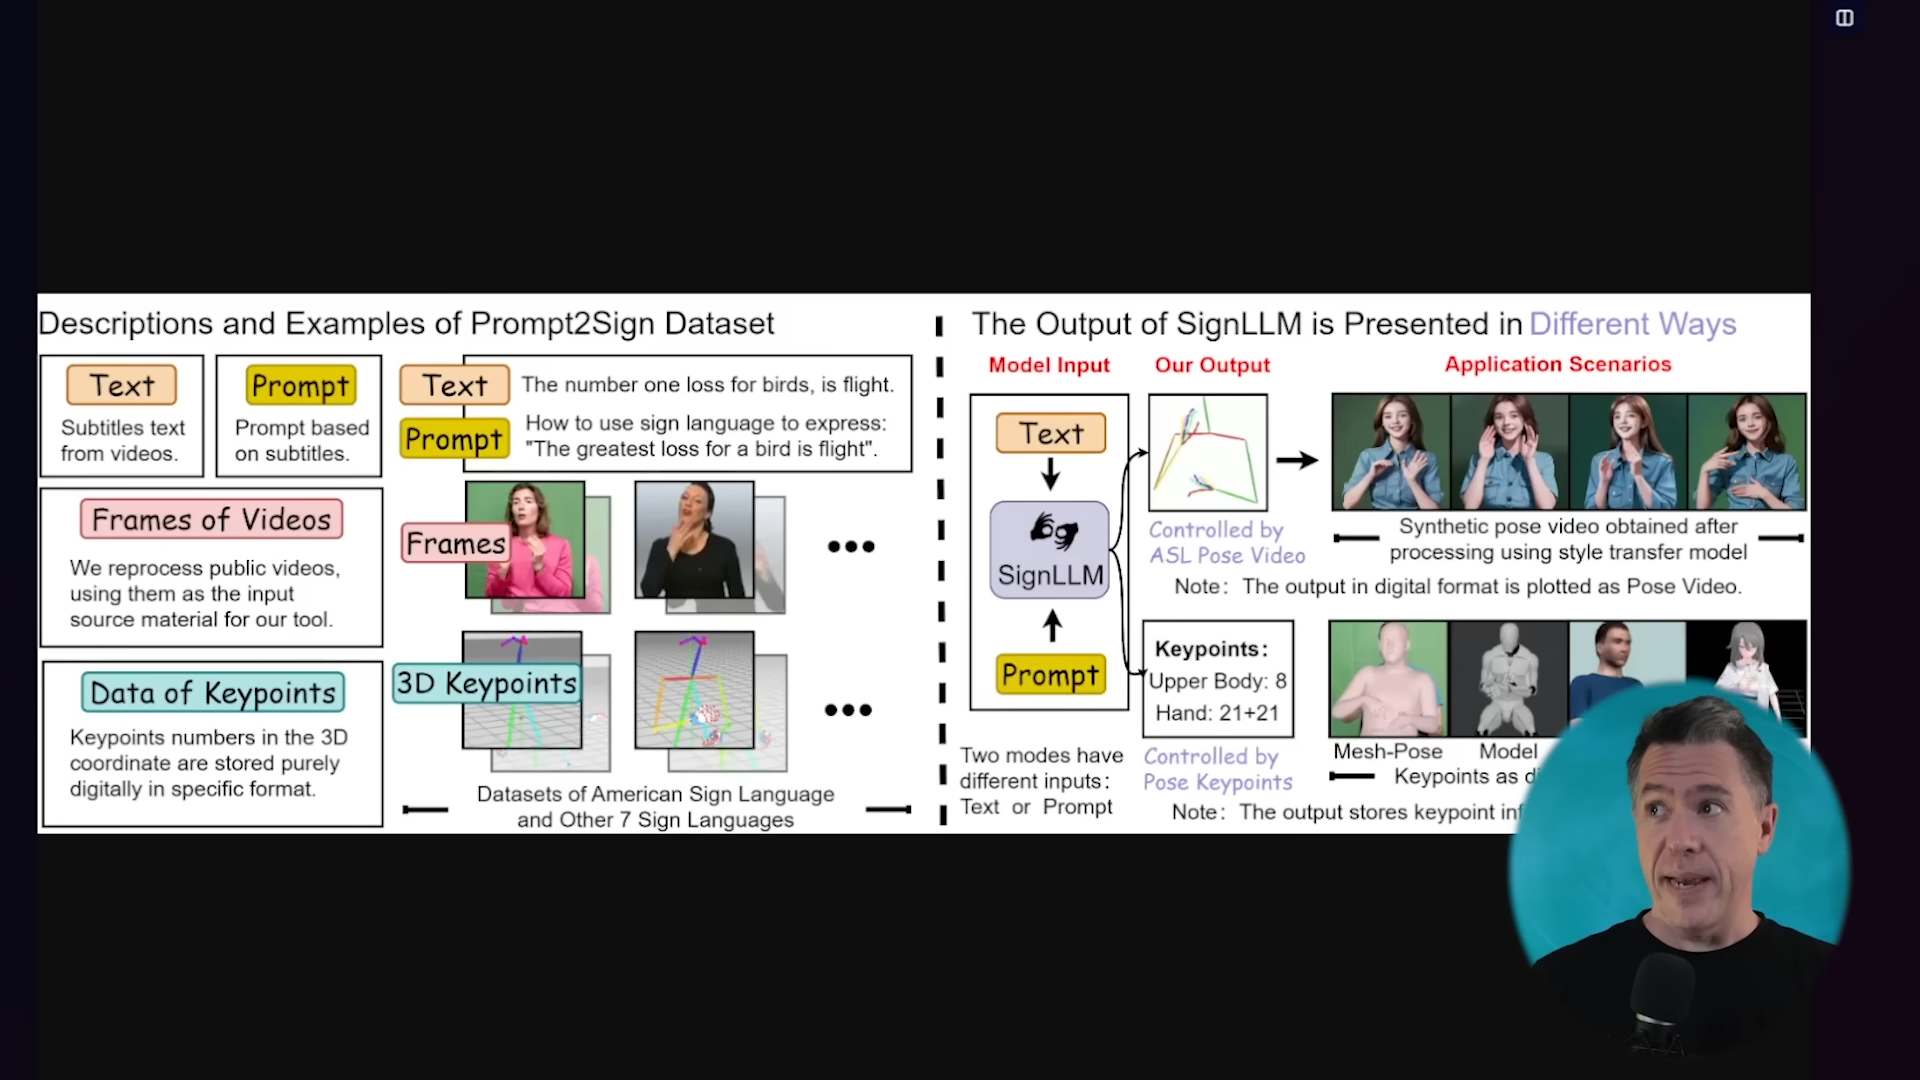 Descriptions and Examples of Prompt2Sign Dataset
Text
Subtitles text
from videos.
Prompt
Prompt based
on subtitles.
Text
The number one loss for birds, is flight.
Prompt
How to use sign language to express:
"The greatest loss for a bird is flight".
Frames of Videos
We reprocess public videos,
using them as the input
source material for our tool.
Frames
•••
Data of Keypoints
Keypoints numbers in the 3D
coordinate are stored purely
digitally in specific format.
3D Keypoints
•••
Datasets of American Sign Language
and Other 7 Sign Languages
The Output of SignLLM is Presented in Different Ways
Model Input
Our Output
Application Scenarios
Text
SignLLM
Prompt
Two modes have
different inputs:
Text or Prompt
Controlled by
ASL Pose Video
Synthetic pose video obtained after
processing using style transfer model
Note: The output in digital format is plotted as Pose Video.
Keypoints:
Upper Body: 8
Hand: 21+21
Controlled by
Pose Keypoints
Mesh-Pose
Model
Keypoints as
Note: The output stores keypoint